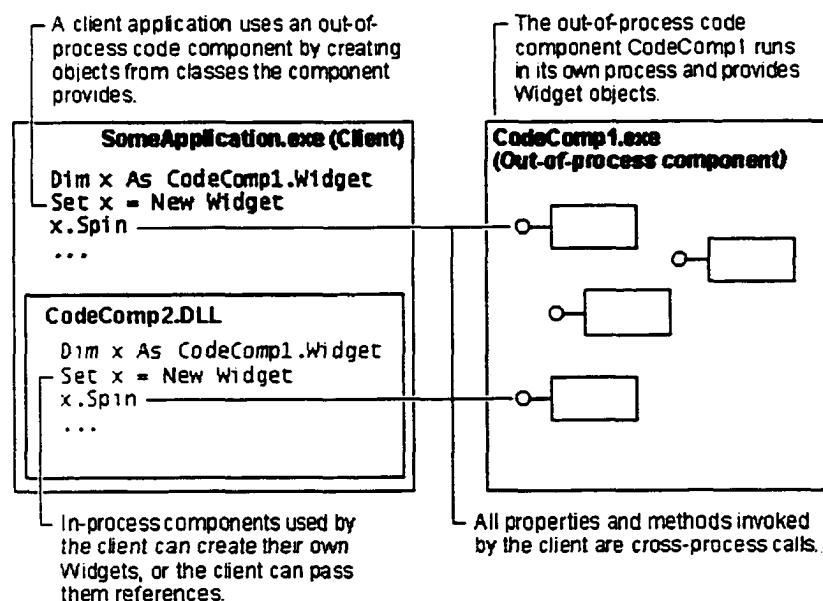 A client application uses an out-of-
process code component by creating
objects from classes the component
provides.
The out-of-process code
component CodeComp1 runs
in its own process and provides
Widget objects.
SomeApplication.exe (Client)
Dim x As CodeComp1.Widget
Set x = New Widget
x.Spin
...
CodeComp2.DLL
Dim x As CodeComp1.Widget
Set x = New Widget
x.Spin
...
CodeComp1.exe
(Out-of-process component)
In-process components used by
the client can create their own
Widgets, or the client can pass
them references.
All properties and methods invoked
by the client are cross-process calls.